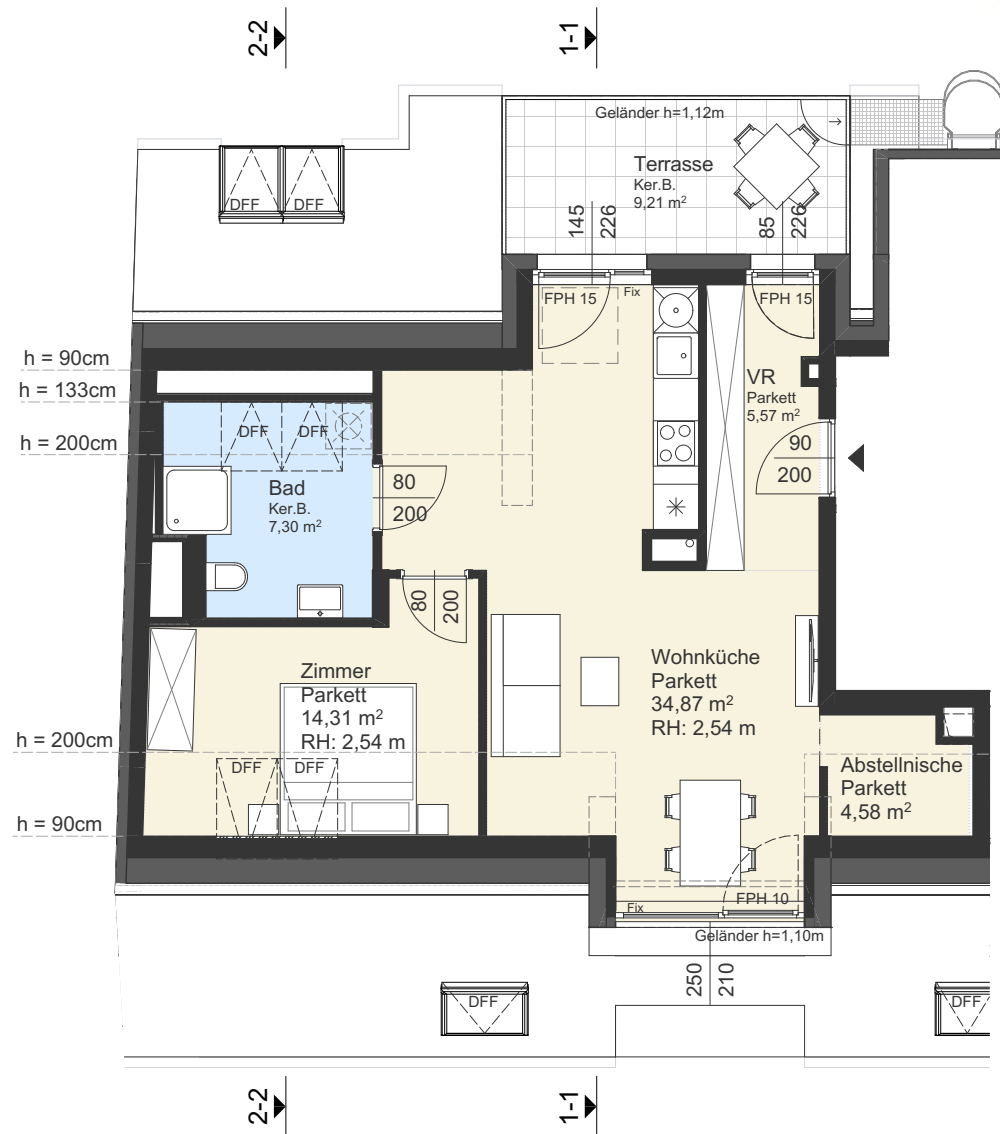 2-2
1-1
Geländer h=1,12m
Terrasse
Ker.B.
9,21 m²
DFF
DFF
145
226
85
226
FPH 15
Fix
FPH 15
h = 90cm
h = 133cm
h = 200cm
VR
Parkett
5,57 m²
DFF
DFF
90
200
Bad
Ker.B.
7,30 m²
80
200
80
200
Zimmer
Parkett
14,31 m²
RH: 2,54 m
Wohnküche
Parkett
34,87 m²
RH: 2,54 m
h = 200cm
DFF
DFF
Abstellnische
Parkett
4,58 m²
h = 90cm
Fix
FPH 10
Geländer h=1,10m
250
210
DFF
DFF
2-2
1-1